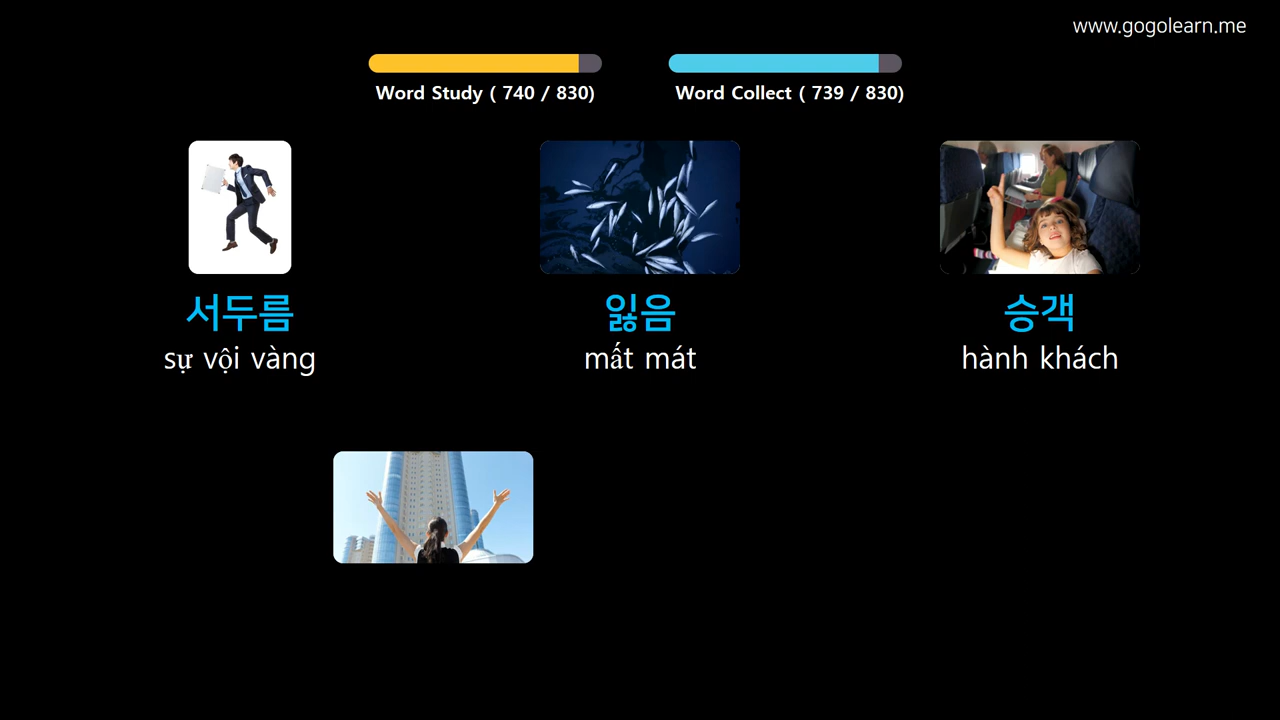 www.gogolearn.me
Word Study ( 740 / 830)
Word Collect ( 739 / 830)
서두름
잃음
승객
sự vội vàng
mất mát
hành khách